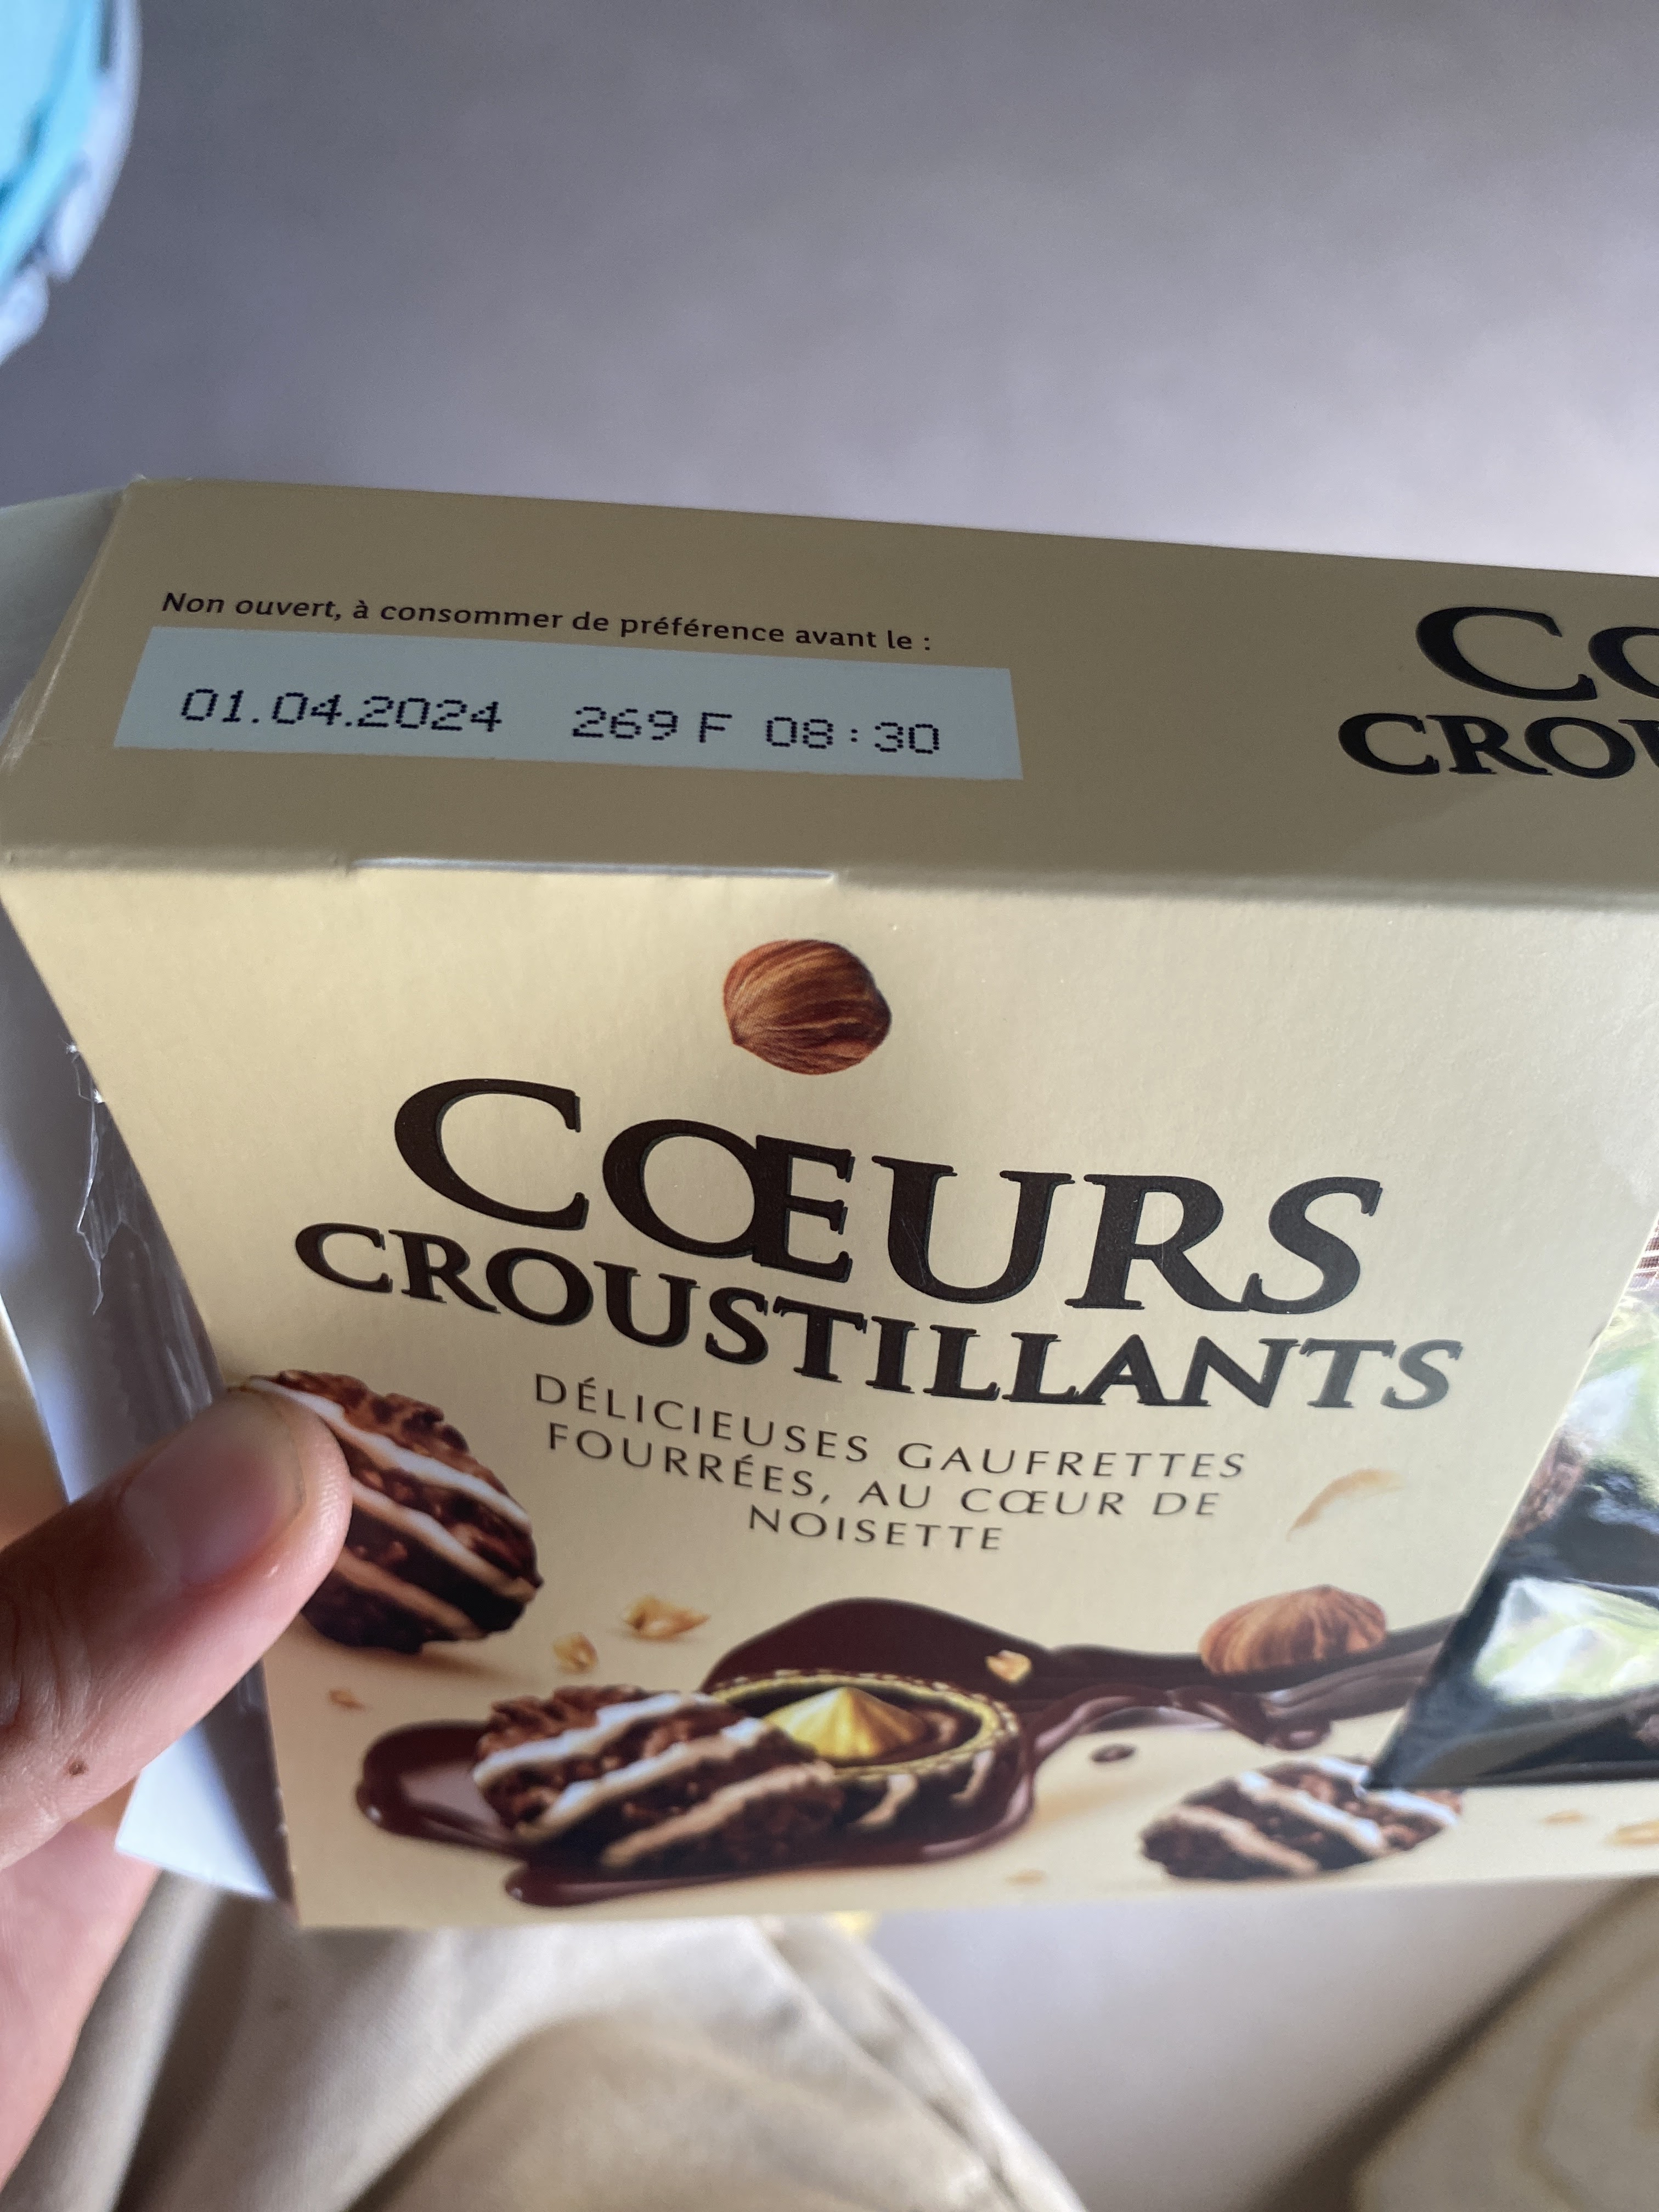 Non ouvert, à consommer de préférence avant le :
01.04.2024 269 F 08:30
CŒURS
CROUSTILLANTS
DÉLICIEUSES GAUFRETTES
FOURRÉES, AU CŒUR DE
NOISETTE